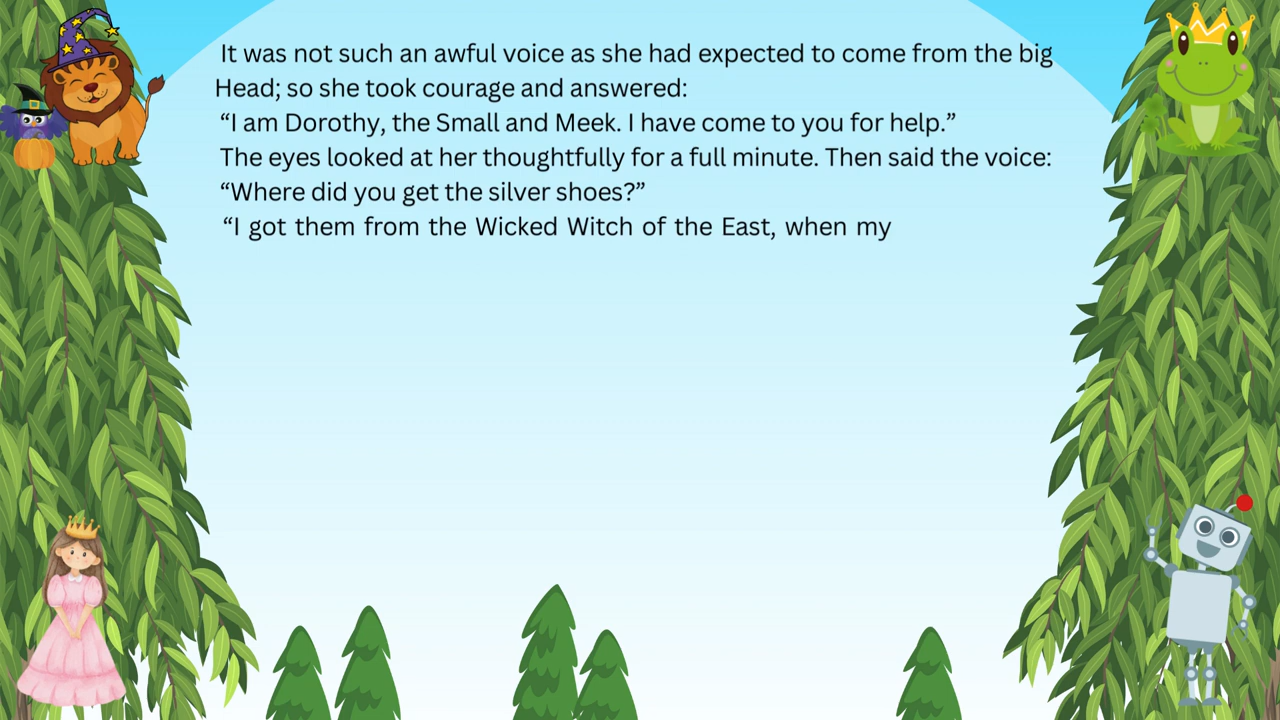 It was not such an awful voice as she had expected to come from the big
Head; so she took courage and answered:
“I am Dorothy, the Small and Meek. I have come to you for help.”
The eyes looked at her thoughtfully for a full minute. Then said the voice:
“Where did you get the silver shoes?”
“I got them from the Wicked Witch of the East, when my